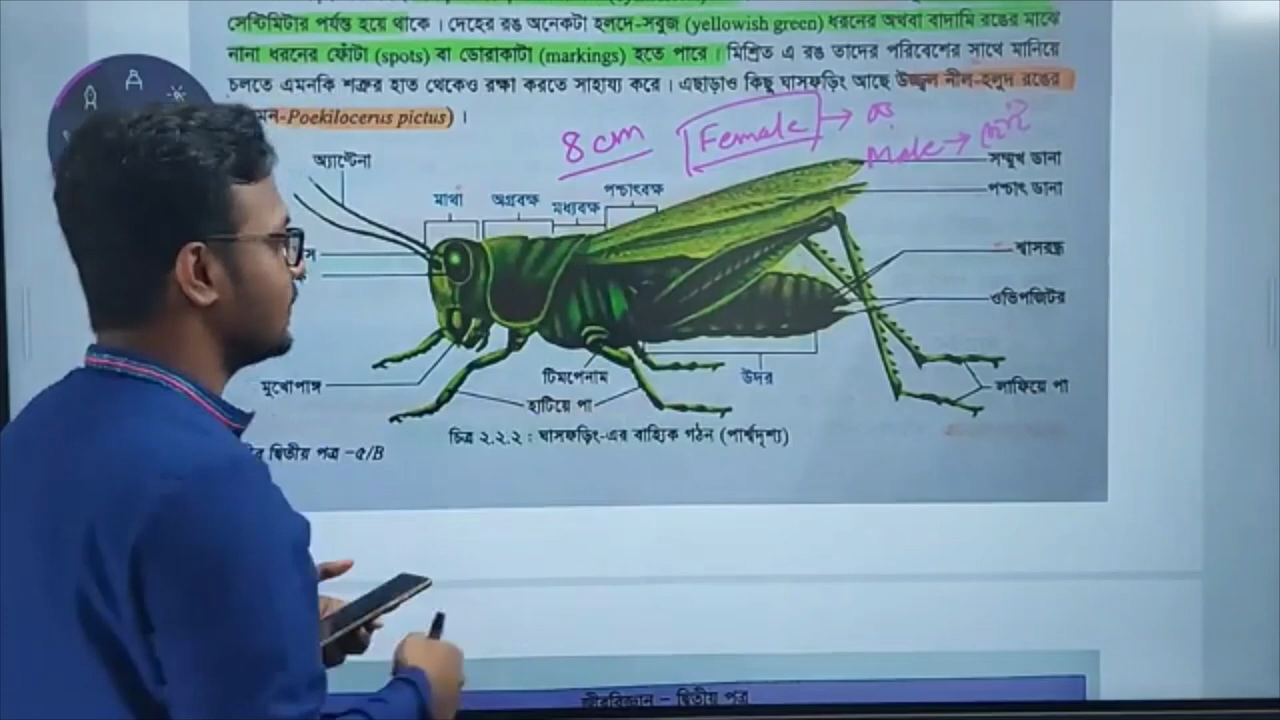 সেন্টিমিটার পর্যন্ত হয়ে থাকে । দেহের রঙ অনেকটা হলদে-সবুজ (yellowish green) ধরনের অথবা বাদামি রঙের মাঝে
নানা ধরনের ফোঁটা (spots) বা ডোরাকাটা (markings) হতে পারে । মিশ্রিত এ রঙ তাদের পরিবেশের সাথে মানিয়ে
চলতে এমনকি শত্রুর হাত থেকেও রক্ষা করতে সাহায্য করে । এছাড়াও কিছু ঘাসফড়িং আছে উজ্জ্বল নীল-হলুদ রঙের
মন-Poekilocerus pictus) ।
8 cm
Female →
Male →
অ্যান্টেনা
মাথা
অগ্রবক্ষ
মধ্যবক্ষ
পশ্চাৎবক্ষ
সম্মুখ ডানা
পশ্চাৎ ডানা
শ্বাসরন্ধ্র
ওভিপজিটর
মুখোপাঙ্গ
টিমপেনাম
উদর
হাটিয়ে পা
লাফিয়ে পা
চিত্র ২.২.২ : ঘাসফড়িং-এর বাহ্যিক গঠন (পার্শ্বদৃশ্য)
দ্বিতীয় পত্র –৫/B
জীববিজ্ঞান – দ্বিতীয় পত্র